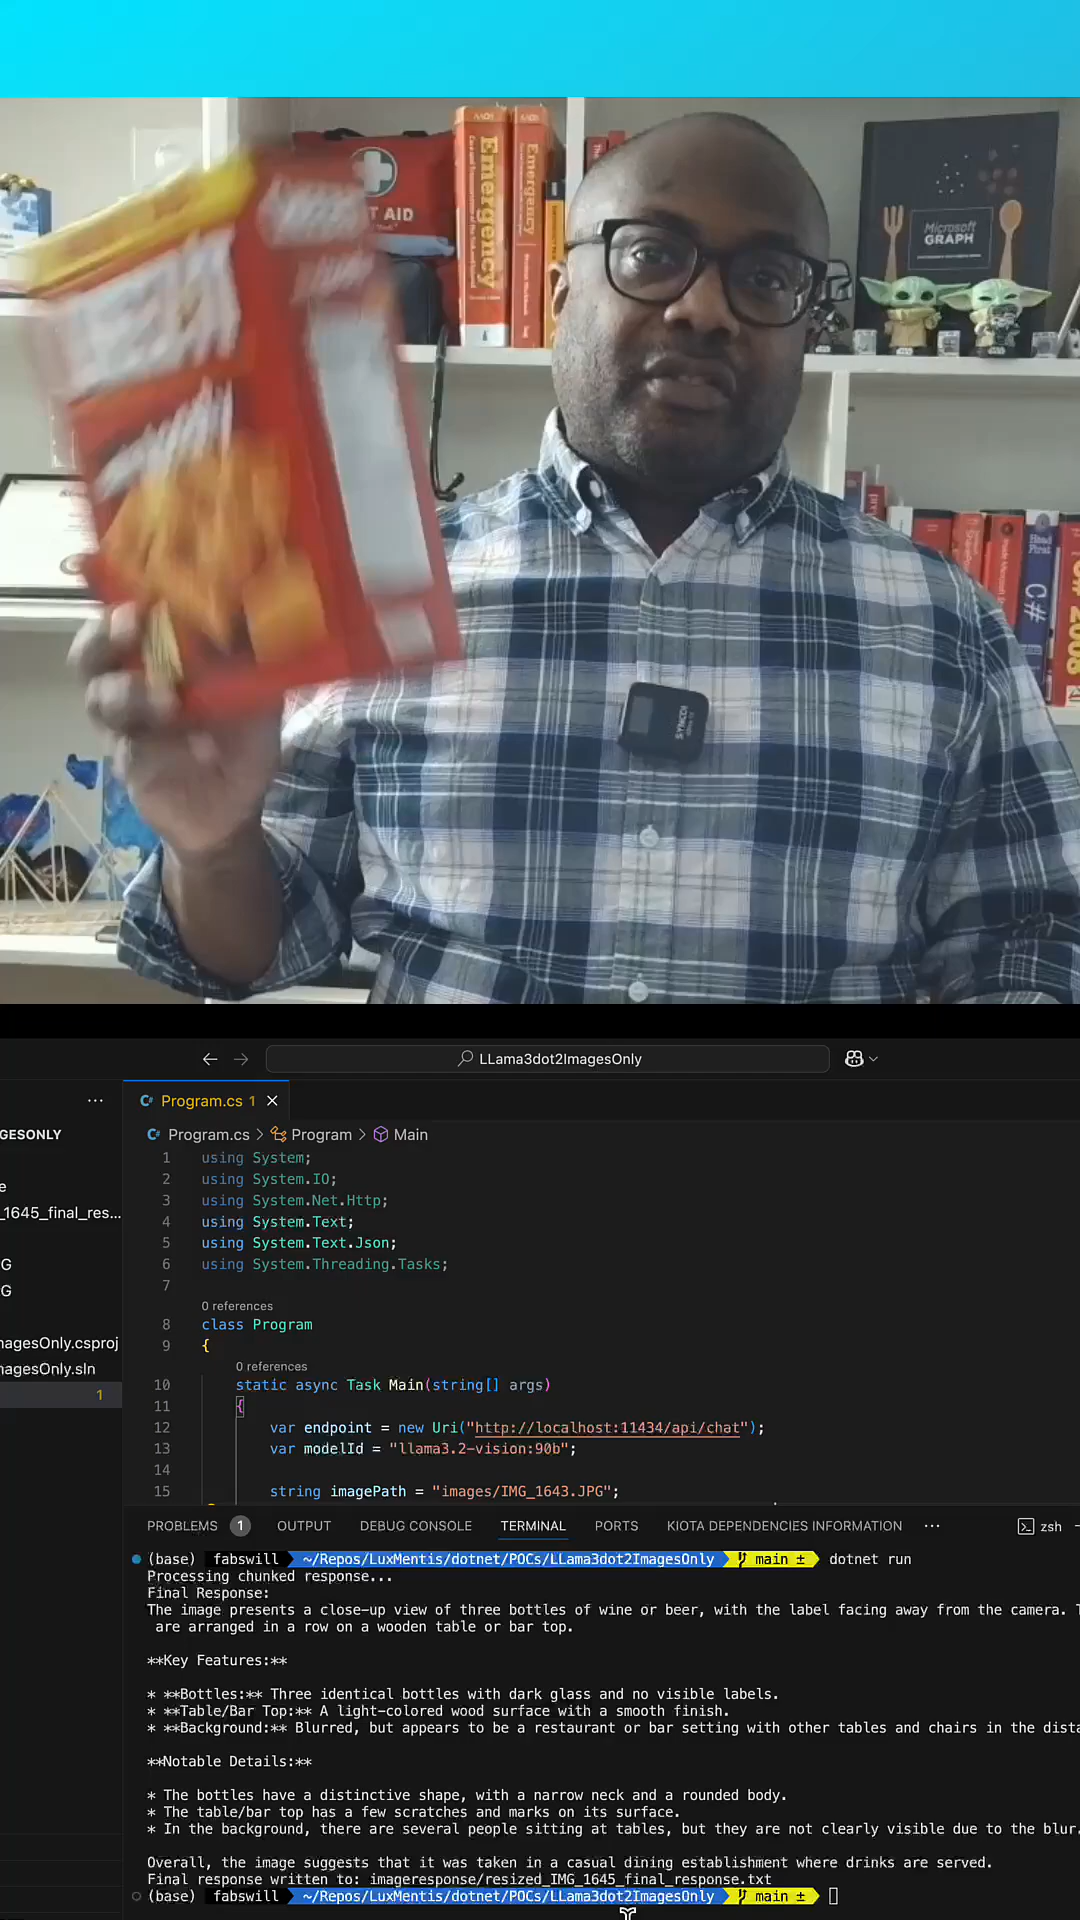 T AID
AAOS
Emergency
Emergency
Microsoft
GRAPH
Head First
C#
C# 2008
SYNCO
LLama3dot2ImagesOnly
Program.cs 1
GESONLY
Program.cs > Program > Main
e
_1645_final_res...
G
G
magesOnly.csproj
magesOnly.sln
1
1 using System;
2 using System.IO;
3 using System.Net.Http;
4 using System.Text;
5 using System.Text.Json;
6 using System.Threading.Tasks;
7
0 references
8 class Program
9 {
0 references
10 static async Task Main(string[] args)
11 {
12 var endpoint = new Uri("http://localhost:11434/api/chat");
13 var modelId = "llama3.2-vision:90b";
14
15 string imagePath = "images/IMG_1643.JPG";
PROBLEMS 1 OUTPUT DEBUG CONSOLE TERMINAL PORTS KIOTA DEPENDENCIES INFORMATION ... zsh
(base) fabswill ~/Repos/LuxMentis/dotnet/POCs/LLama3dot2ImagesOnly main ± dotnet run
Processing chunked response...
Final Response:
The image presents a close-up view of three bottles of wine or beer, with the label facing away from the camera. T
are arranged in a row on a wooden table or bar top.
**Key Features:**
* **Bottles:** Three identical bottles with dark glass and no visible labels.
* **Table/Bar Top:** A light-colored wood surface with a smooth finish.
* **Background:** Blurred, but appears to be a restaurant or bar setting with other tables and chairs in the dista
**Notable Details:**
* The bottles have a distinctive shape, with a narrow neck and a rounded body.
* The table/bar top has a few scratches and marks on its surface.
* In the background, there are several people sitting at tables, but they are not clearly visible due to the blur.
Overall, the image suggests that it was taken in a casual dining establishment where drinks are served.
Final response written to: imageresponse/resized_IMG_1645_final_response.txt
(base) fabswill ~/Repos/LuxMentis/dotnet/POCs/LLama3dot2ImagesOnly main ±